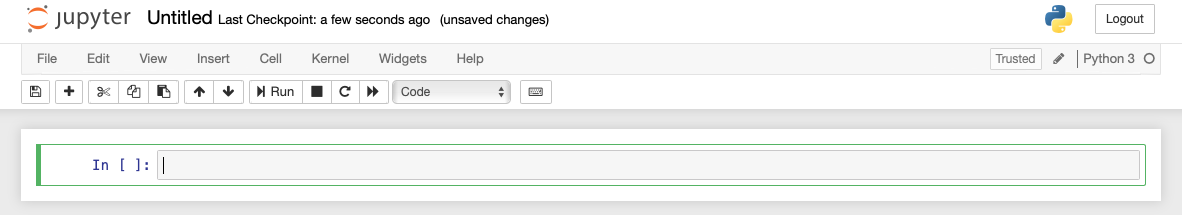 jupyter Untitled Last Checkpoint: a few seconds ago (unsaved changes) Logout
File Edit View Insert Cell Kernel Widgets Help Trusted Python 3
Run Code
In [ ]: